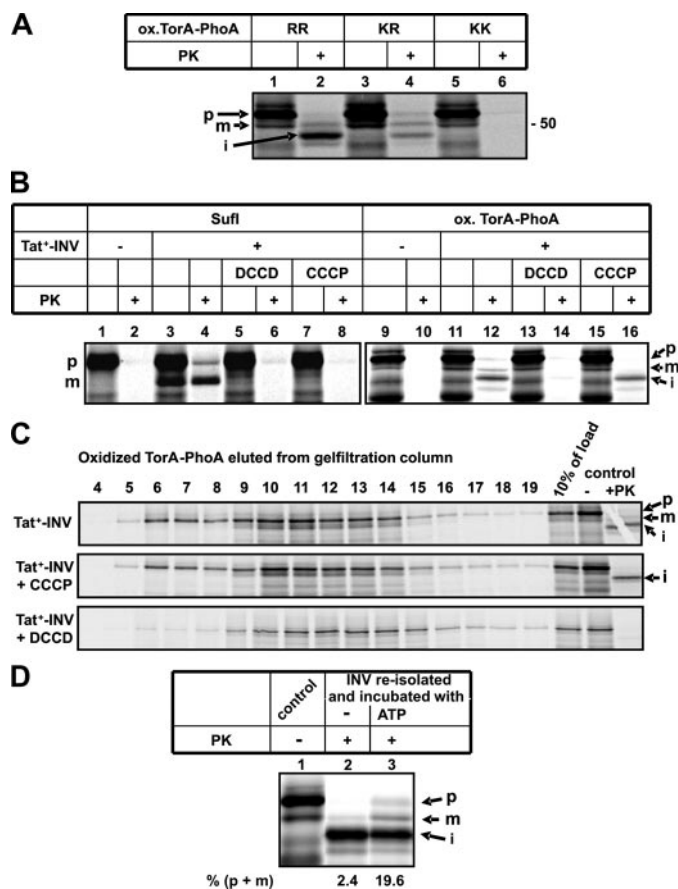 A
ox.TorA-PhoA RR KR KK
PK + + +
1 2 3 4 5 6
p
m
i
- 50
B
SufI ox. TorA-PhoA
Tat+-INV - + - +
DCCD CCCP DCCD CCCP
PK + + + + + + + +
1 2 3 4 5 6 7 8 9 10 11 12 13 14 15 16
p
m
p
m
i
C
Oxidized TorA-PhoA eluted from gelfiltration column
10% of load
control
4 5 6 7 8 9 10 11 12 13 14 15 16 17 18 19 - +PK
Tat+-INV
p
m
i
Tat+-INV
+ CCCP
i
Tat+-INV
+ DCCD
D
control
INV re-isolated
and incubated with
- ATP
PK - + +
1 2 3
p
m
i
% (p + m) 2.4 19.6